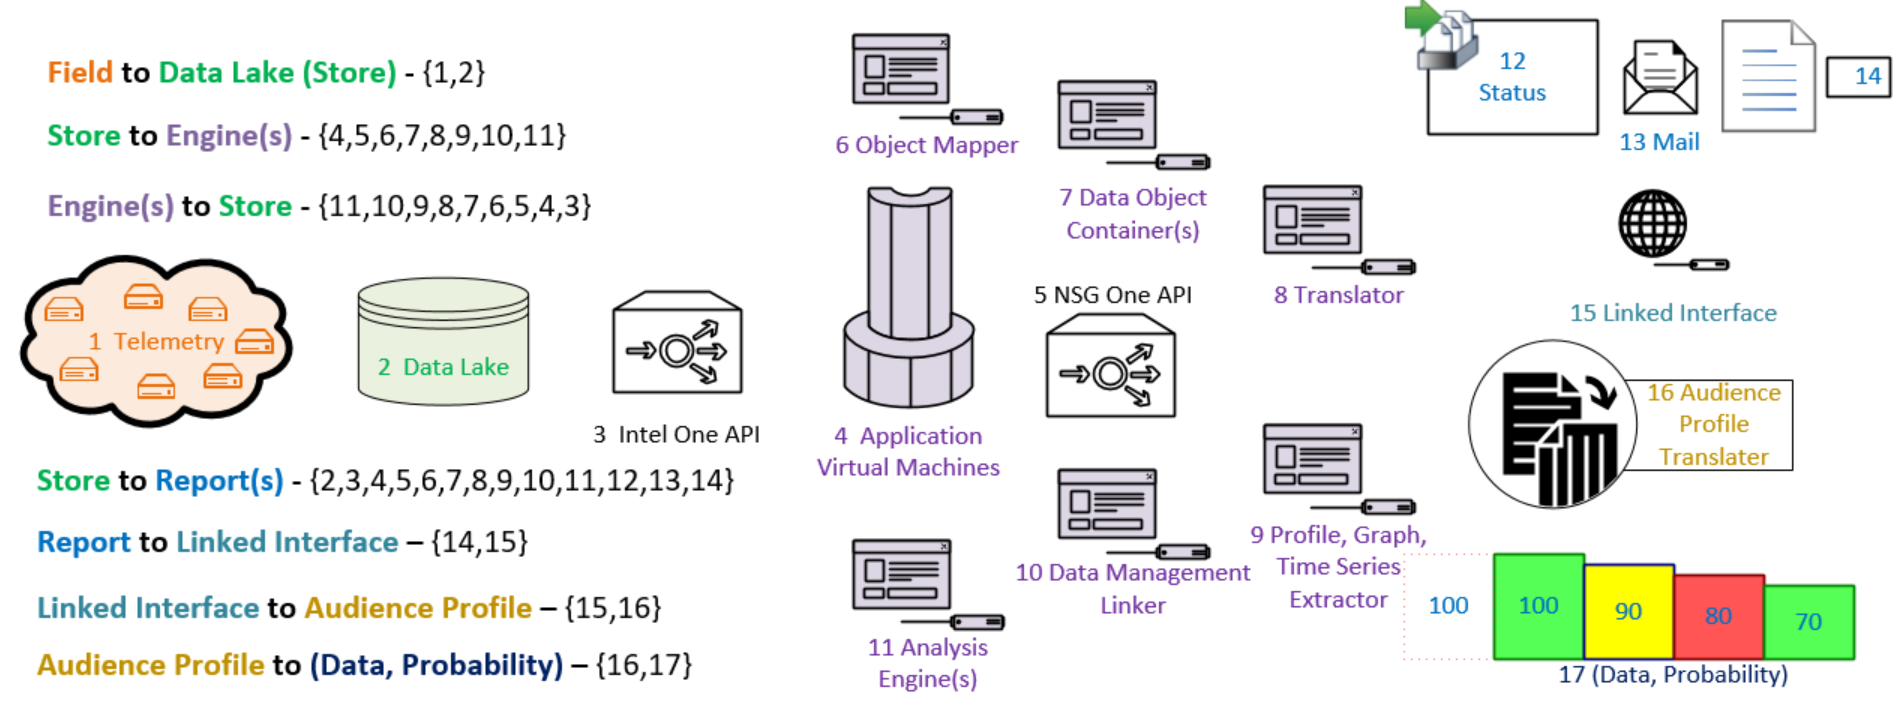 Field to Data Lake (Store) - {1,2}
Store to Engine(s) - {4,5,6,7,8,9,10,11}
Engine(s) to Store - {11,10,9,8,7,6,5,4,3}
1 Telemetry
2 Data Lake
3 Intel One API
Store to Report(s) - {2,3,4,5,6,7,8,9,10,11,12,13,14}
Report to Linked Interface – {14,15}
Linked Interface to Audience Profile – {15,16}
Audience Profile to (Data, Probability) – {16,17}
6 Object Mapper
7 Data Object
Container(s)
8 Translator
5 NSG One API
4 Application
Virtual Machines
9 Profile, Graph,
Time Series
Extractor
10 Data Management
Linker
11 Analysis
Engine(s)
12
Status
13 Mail
14
15 Linked Interface
16 Audience
Profile
Translater
100
100
90
80
70
17 (Data, Probability)